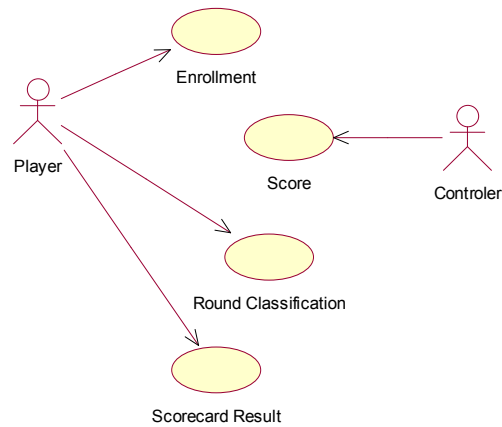 Enrollment
Player
Score
Controler
Round Classification
Scorecard Result